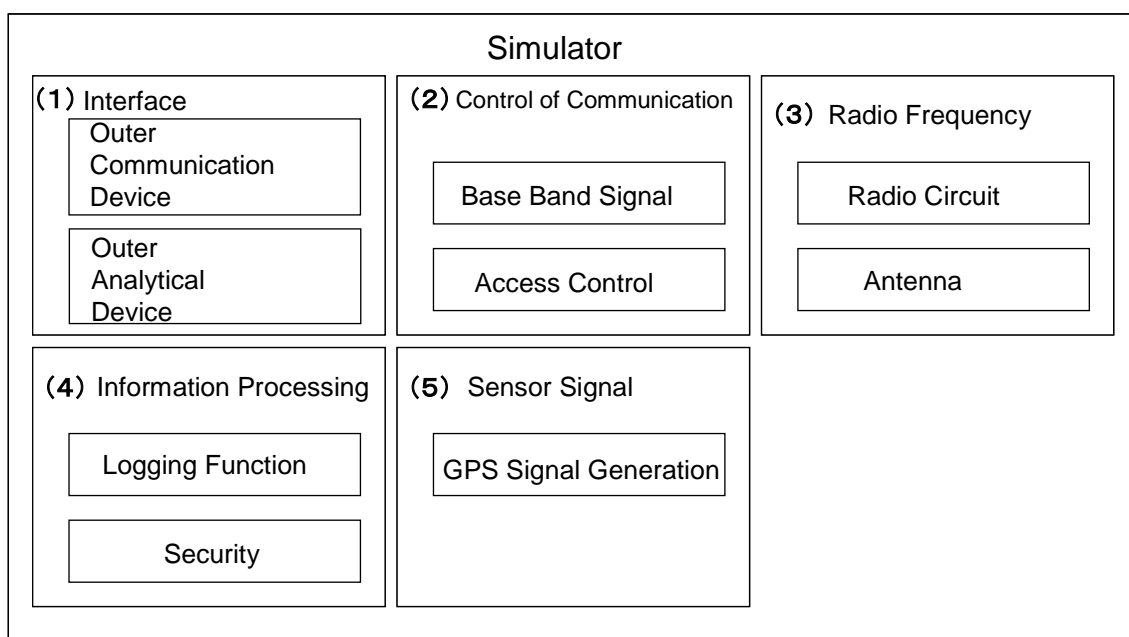 Simulator
(1) Interface
Outer
Communication
Device
Outer
Analytical
Device
(2) Control of Communication
Base Band Signal
Access Control
(3) Radio Frequency
Radio Circuit
Antenna
(4) Information Processing
Logging Function
Security
(5) Sensor Signal
GPS Signal Generation